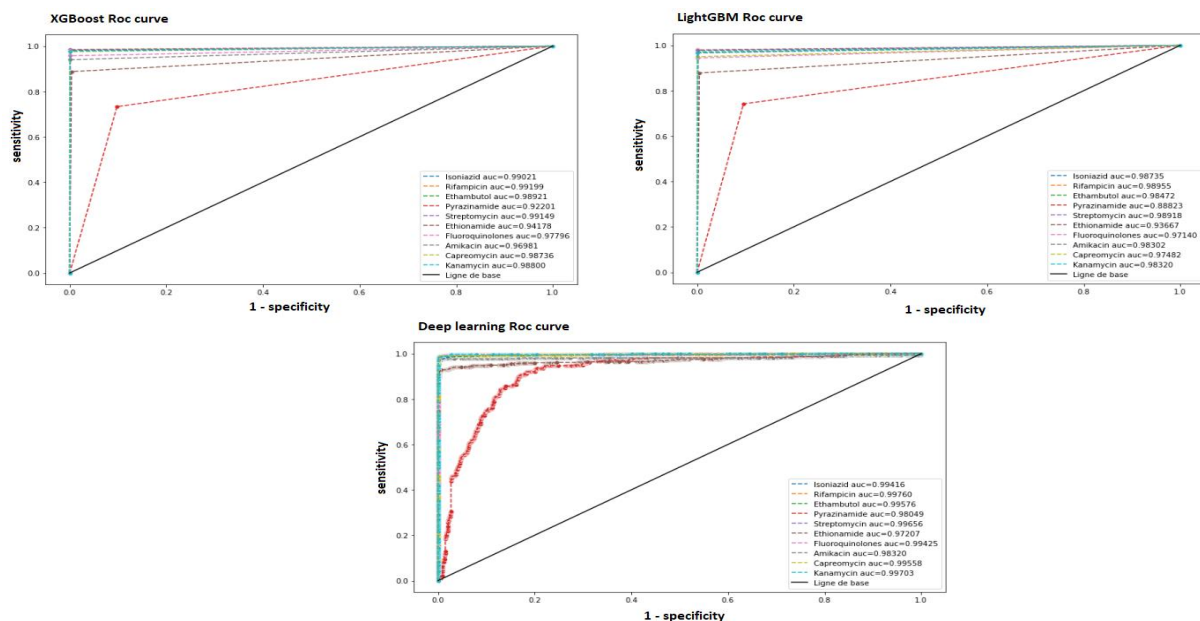 XGBoost Roc curve
1.0
0.8
0.6
0.4
0.2
0.0
sensitivity
Isoniazid auc=0.99021
Rifampicin auc=0.99199
Ethambutol auc=0.98921
Pyrazinamide auc=0.92201
Streptomycin auc=0.99149
Ethionamide auc=0.94178
Fluoroquinolones auc=0.97796
Amikacin auc=0.96981
Capreomycin auc=0.98736
Kanamycin auc=0.98800
Ligne de base
0.0 0.2 0.4 0.6 0.8 1.0
1 - specificity
LightGBM Roc curve
1.0
0.8
0.6
0.4
0.2
0.0
sensitivity
Isoniazid auc=0.98735
Rifampicin auc=0.98955
Ethambutol auc=0.98472
Pyrazinamide auc=0.88823
Streptomycin auc=0.98918
Ethionamide auc=0.93667
Fluoroquinolones auc=0.97140
Amikacin auc=0.98302
Capreomycin auc=0.97482
Kanamycin auc=0.98320
Ligne de base
0.0 0.2 0.4 0.6 0.8 1.0
1 - specificity
Deep learning Roc curve
1.0
0.8
0.6
0.4
0.2
0.0
sensitivity
Isoniazid auc=0.99416
Rifampicin auc=0.99760
Ethambutol auc=0.99576
Pyrazinamide auc=0.98049
Streptomycin auc=0.99656
Ethionamide auc=0.97207
Fluoroquinolones auc=0.99425
Amikacin auc=0.98320
Capreomycin auc=0.99558
Kanamycin auc=0.99703
Ligne de base
0.0 0.2 0.4 0.6 0.8 1.0
1 - specificity